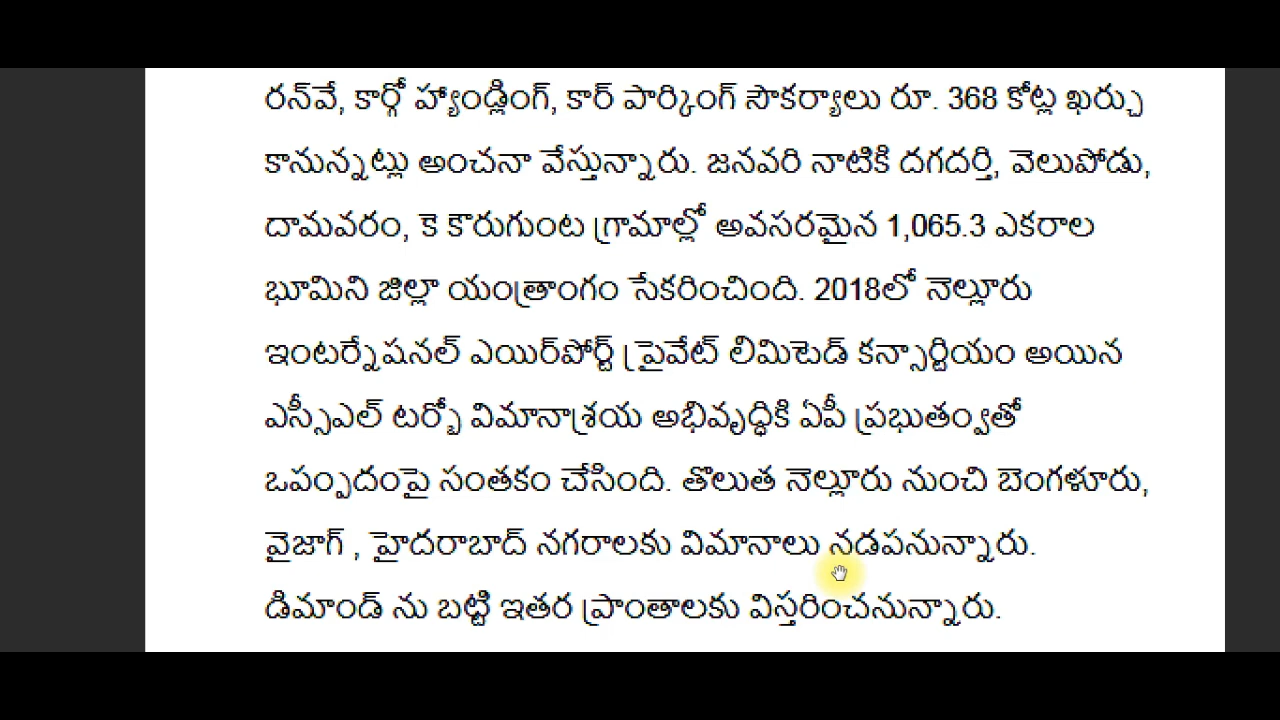 రన్‌వే, కార్గో హ్యాండ్లింగ్, కార్ పార్కింగ్ సౌకర్యాలు రూ. 368 కోట్ల ఖర్చు
కానున్నట్లు అంచనా వేస్తున్నారు. జనవరి నాటికి దగదర్తి, వెలుపోడు,
దామవరం, కె కౌరుగుంట గ్రామాల్లో అవసరమైన 1,065.3 ఎకరాల
భూమిని జిల్లా యంత్రాంగం సేకరించింది. 2018లో నెల్లూరు
ఇంటర్నేషనల్ ఎయిర్‌పోర్ట్ ప్రైవేట్ లిమిటెడ్ కన్సార్టియం అయిన
ఎస్సీఎల్ టర్బో విమానాశ్రయ అభివృద్ధికి ఏపీ ప్రభుతంవ్తో
ఒపంప్పదంపై సంతకం చేసింది. తొలుత నెల్లూరు నుంచి బెంగళూరు,
వైజాగ్ , హైదరాబాద్ నగరాలకు విమానాలు నడపనున్నారు.
డిమాండ్ ను బట్టి ఇతర ప్రాంతాలకు విస్తరించనున్నారు.